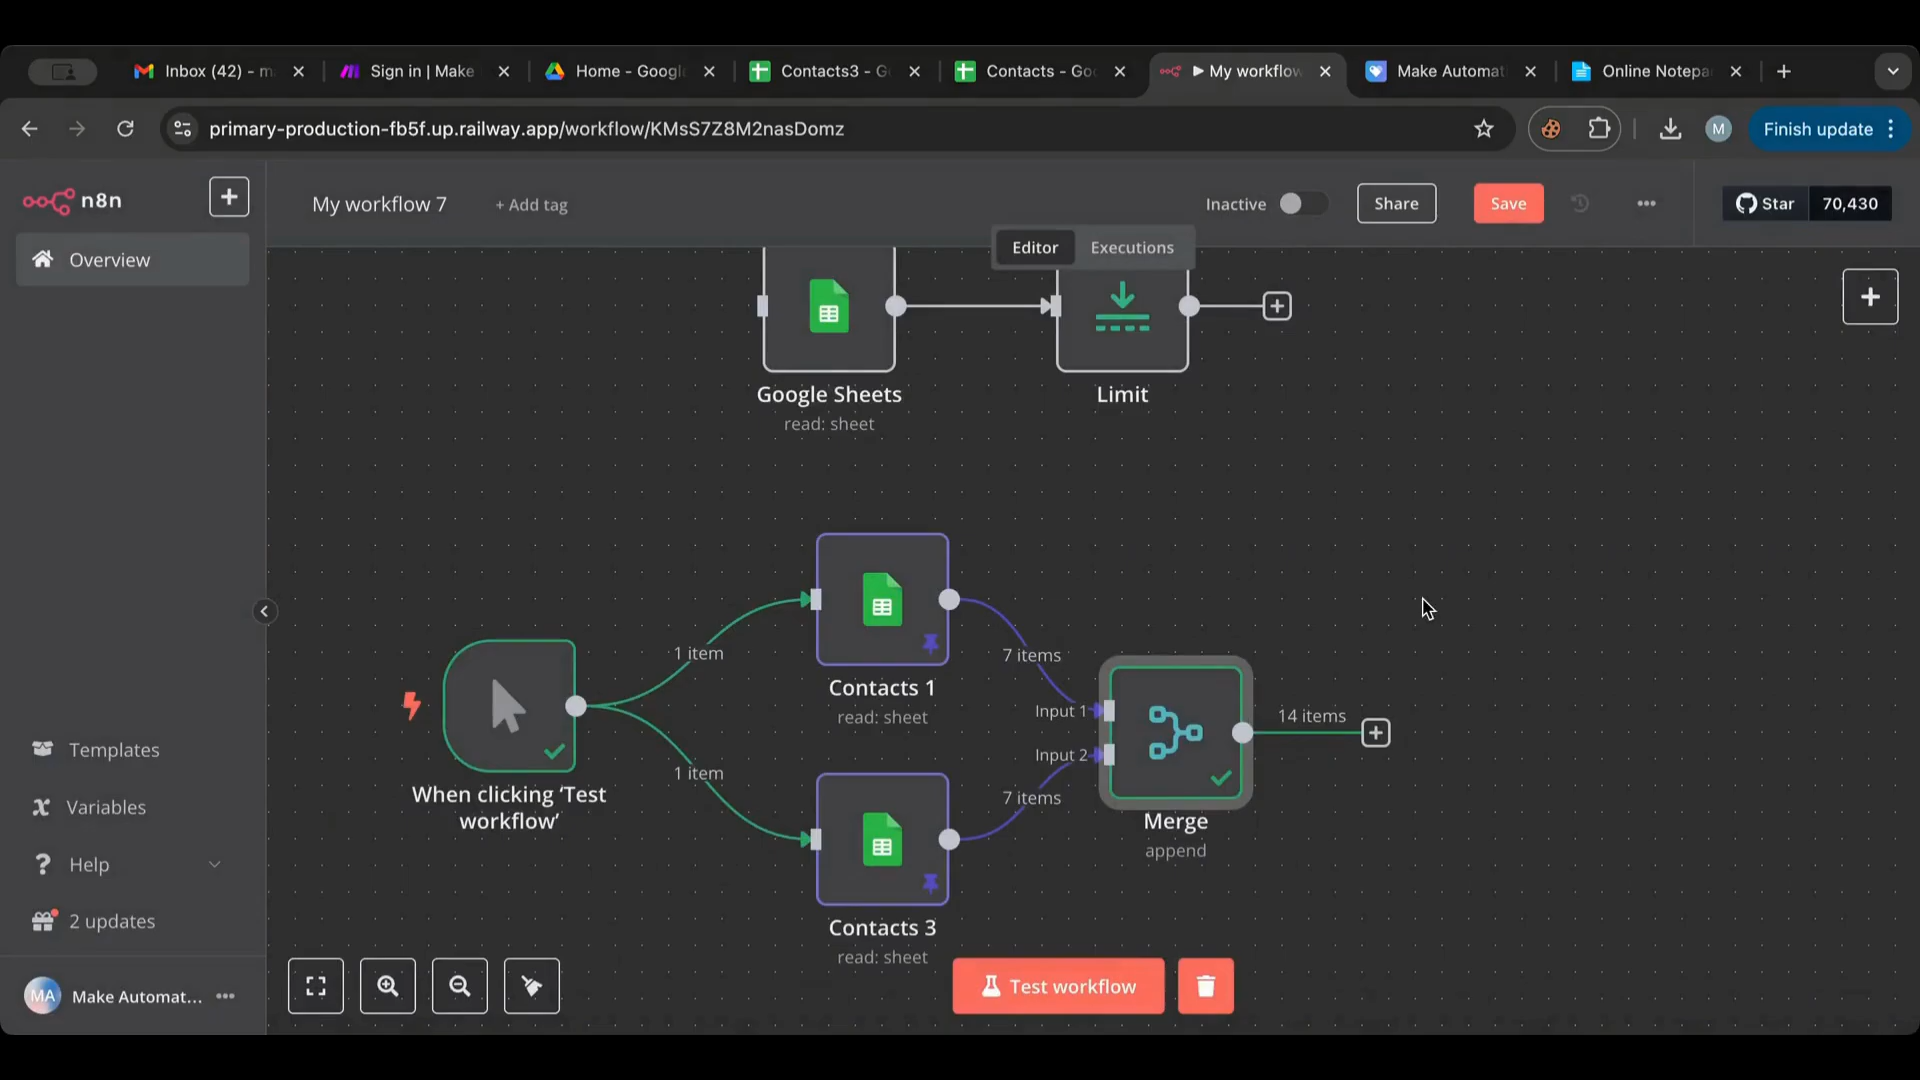 Inbox (42) - m
Sign in | Make
Home - Googl
Contacts3 - G
Contacts - Goo
▶ My workflow
Make Automat
Online Notepa
primary-production-fb5f.up.railway.app/workflow/KMsS7Z8M2nasDomz
M
Finish update
n8n
My workflow 7
+ Add tag
Inactive
Share
Save
Star
70,430
Overview
Editor
Executions
Google Sheets
read: sheet
Limit
1 item
7 items
Contacts 1
read: sheet
Input 1
14 items
Input 2
1 item
7 items
When clicking ‘Test
workflow’
Merge
append
Contacts 3
read: sheet
Templates
Variables
Help
2 updates
MA
Make Automat...
Test workflow